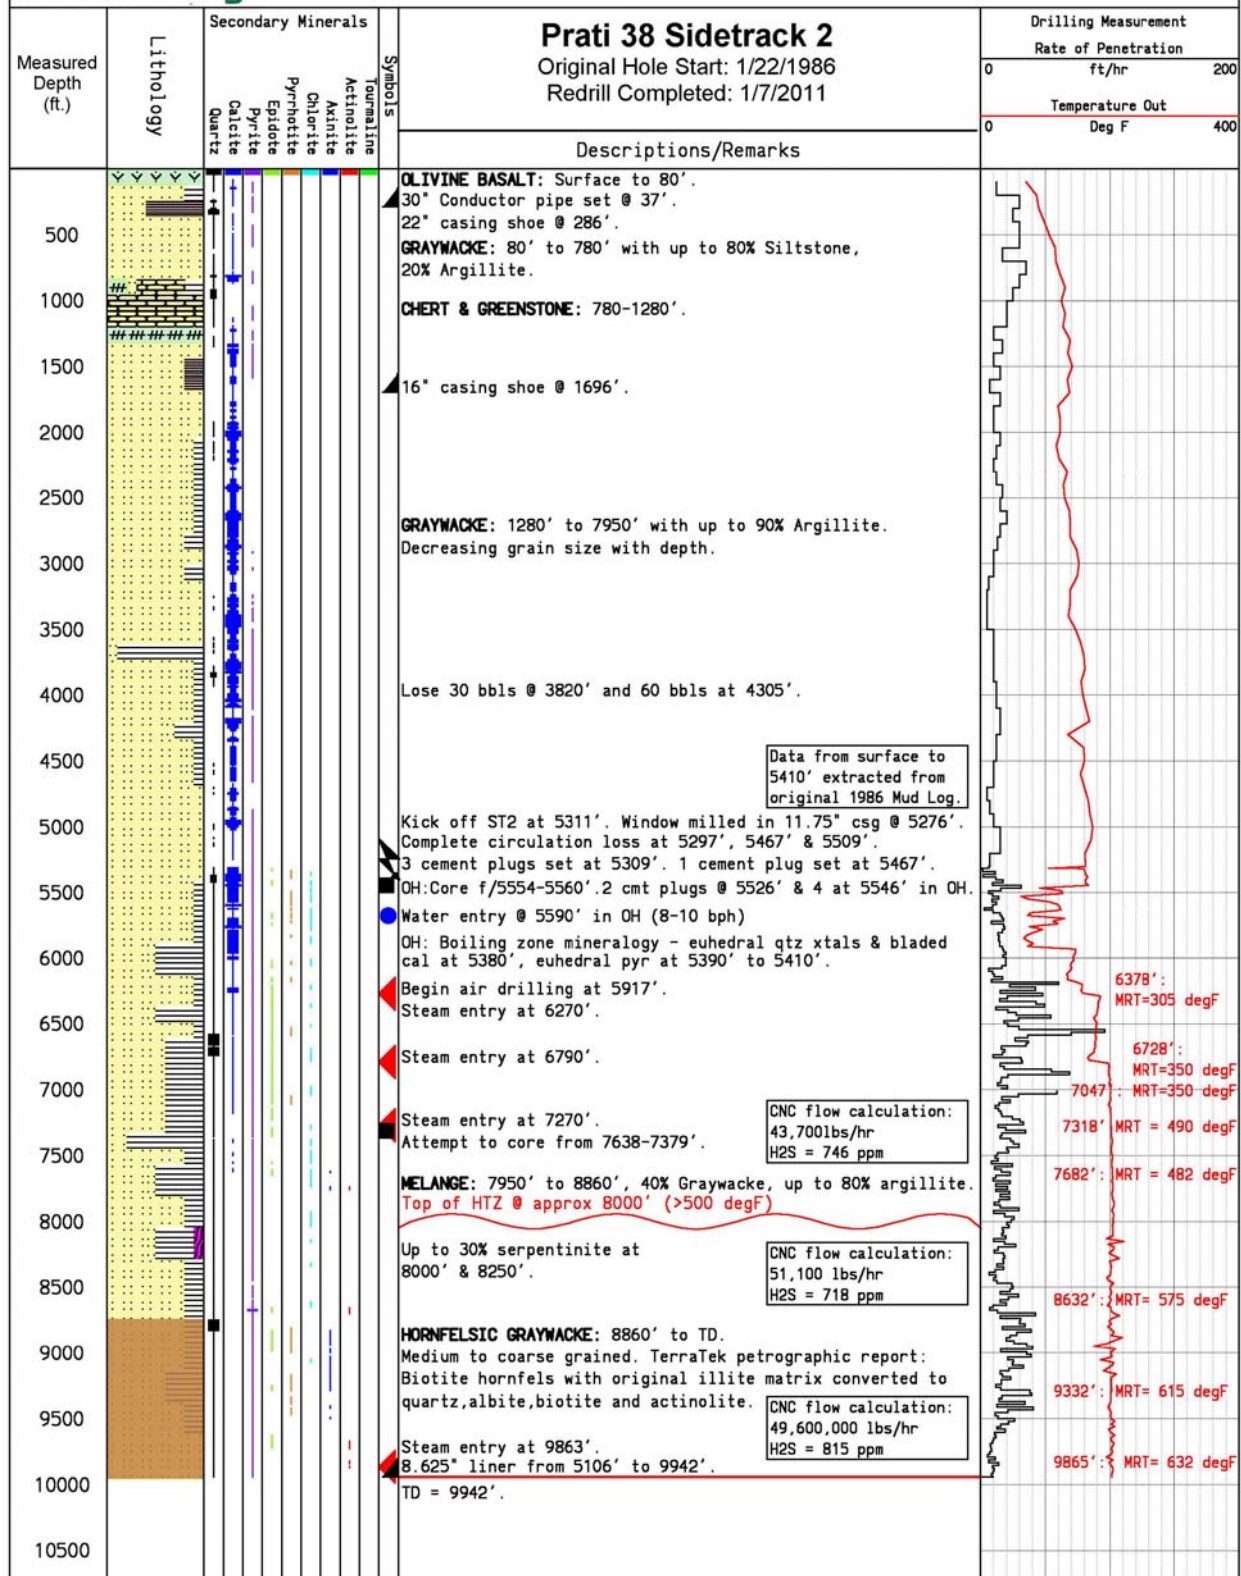 Measured
Depth
(ft.)
Lithology
Secondary Minerals
Quartz
Calcite
Pyrite
Epidote
Pyrrhotite
Chlorite
Axinite
Actinolite
Tourmaline
Symbols
Prati 38 Sidetrack 2
Original Hole Start: 1/22/1986
Redrill Completed: 1/7/2011
Descriptions/Remarks
Drilling Measurement
Rate of Penetration
0 ft/hr 200
Temperature Out
0 Deg F 400
500
1000
1500
2000
2500
3000
3500
4000
4500
5000
5500
6000
6500
7000
7500
8000
8500
9000
9500
10000
10500
OLIVINE BASALT: Surface to 80'.
30" Conductor pipe set @ 37'.
22" casing shoe @ 286'.
GRAYWACKE: 80' to 780' with up to 80% Siltstone,
20% Argillite.
CHERT & GREENSTONE: 780-1280'.
16" casing shoe @ 1696'.
GRAYWACKE: 1280' to 7950' with up to 90% Argillite.
Decreasing grain size with depth.
Lose 30 bbls @ 3820' and 60 bbls at 4305'.
Data from surface to
5410' extracted from
original 1986 Mud Log.
Kick off ST2 at 5311'. Window milled in 11.75" csg @ 5276'.
Complete circulation loss at 5297', 5467' & 5509'.
3 cement plugs set at 5309'. 1 cement plug set at 5467'.
OH:Core f/5554-5560'.2 cmt plugs @ 5526' & 4 at 5546' in OH.
Water entry @ 5590' in OH (8-10 bph)
OH: Boiling zone mineralogy - euhedral qtz xtals & bladed
cal at 5380', euhedral pyr at 5390' to 5410'.
Begin air drilling at 5917'.
Steam entry at 6270'.
Steam entry at 6790'.
Steam entry at 7270'.
Attempt to core from 7638-7379'.
CNC flow calculation:
43,700lbs/hr
H2S = 746 ppm
MELANGE: 7950' to 8860', 40% Graywacke, up to 80% argillite.
Top of HTZ @ approx 8000' (>500 degF)
Up to 30% serpentinite at
8000' & 8250'.
CNC flow calculation:
51,100 lbs/hr
H2S = 718 ppm
HORNFELSIC GRAYWACKE: 8860' to TD.
Medium to coarse grained. TerraTek petrographic report:
Biotite hornfels with original illite matrix converted to
quartz,albite,biotite and actinolite.
CNC flow calculation:
49,600,000 lbs/hr
H2S = 815 ppm
Steam entry at 9863'.
8.625" liner from 5106' to 9942'.
TD = 9942'.
6378':
MRT=305 degF
6728':
MRT=350 degF
7047': MRT=350 degF
7318' MRT = 490 degF
7682': MRT = 482 degF
8632': MRT= 575 degF
9332': MRT= 615 degF
9865': MRT= 632 degF